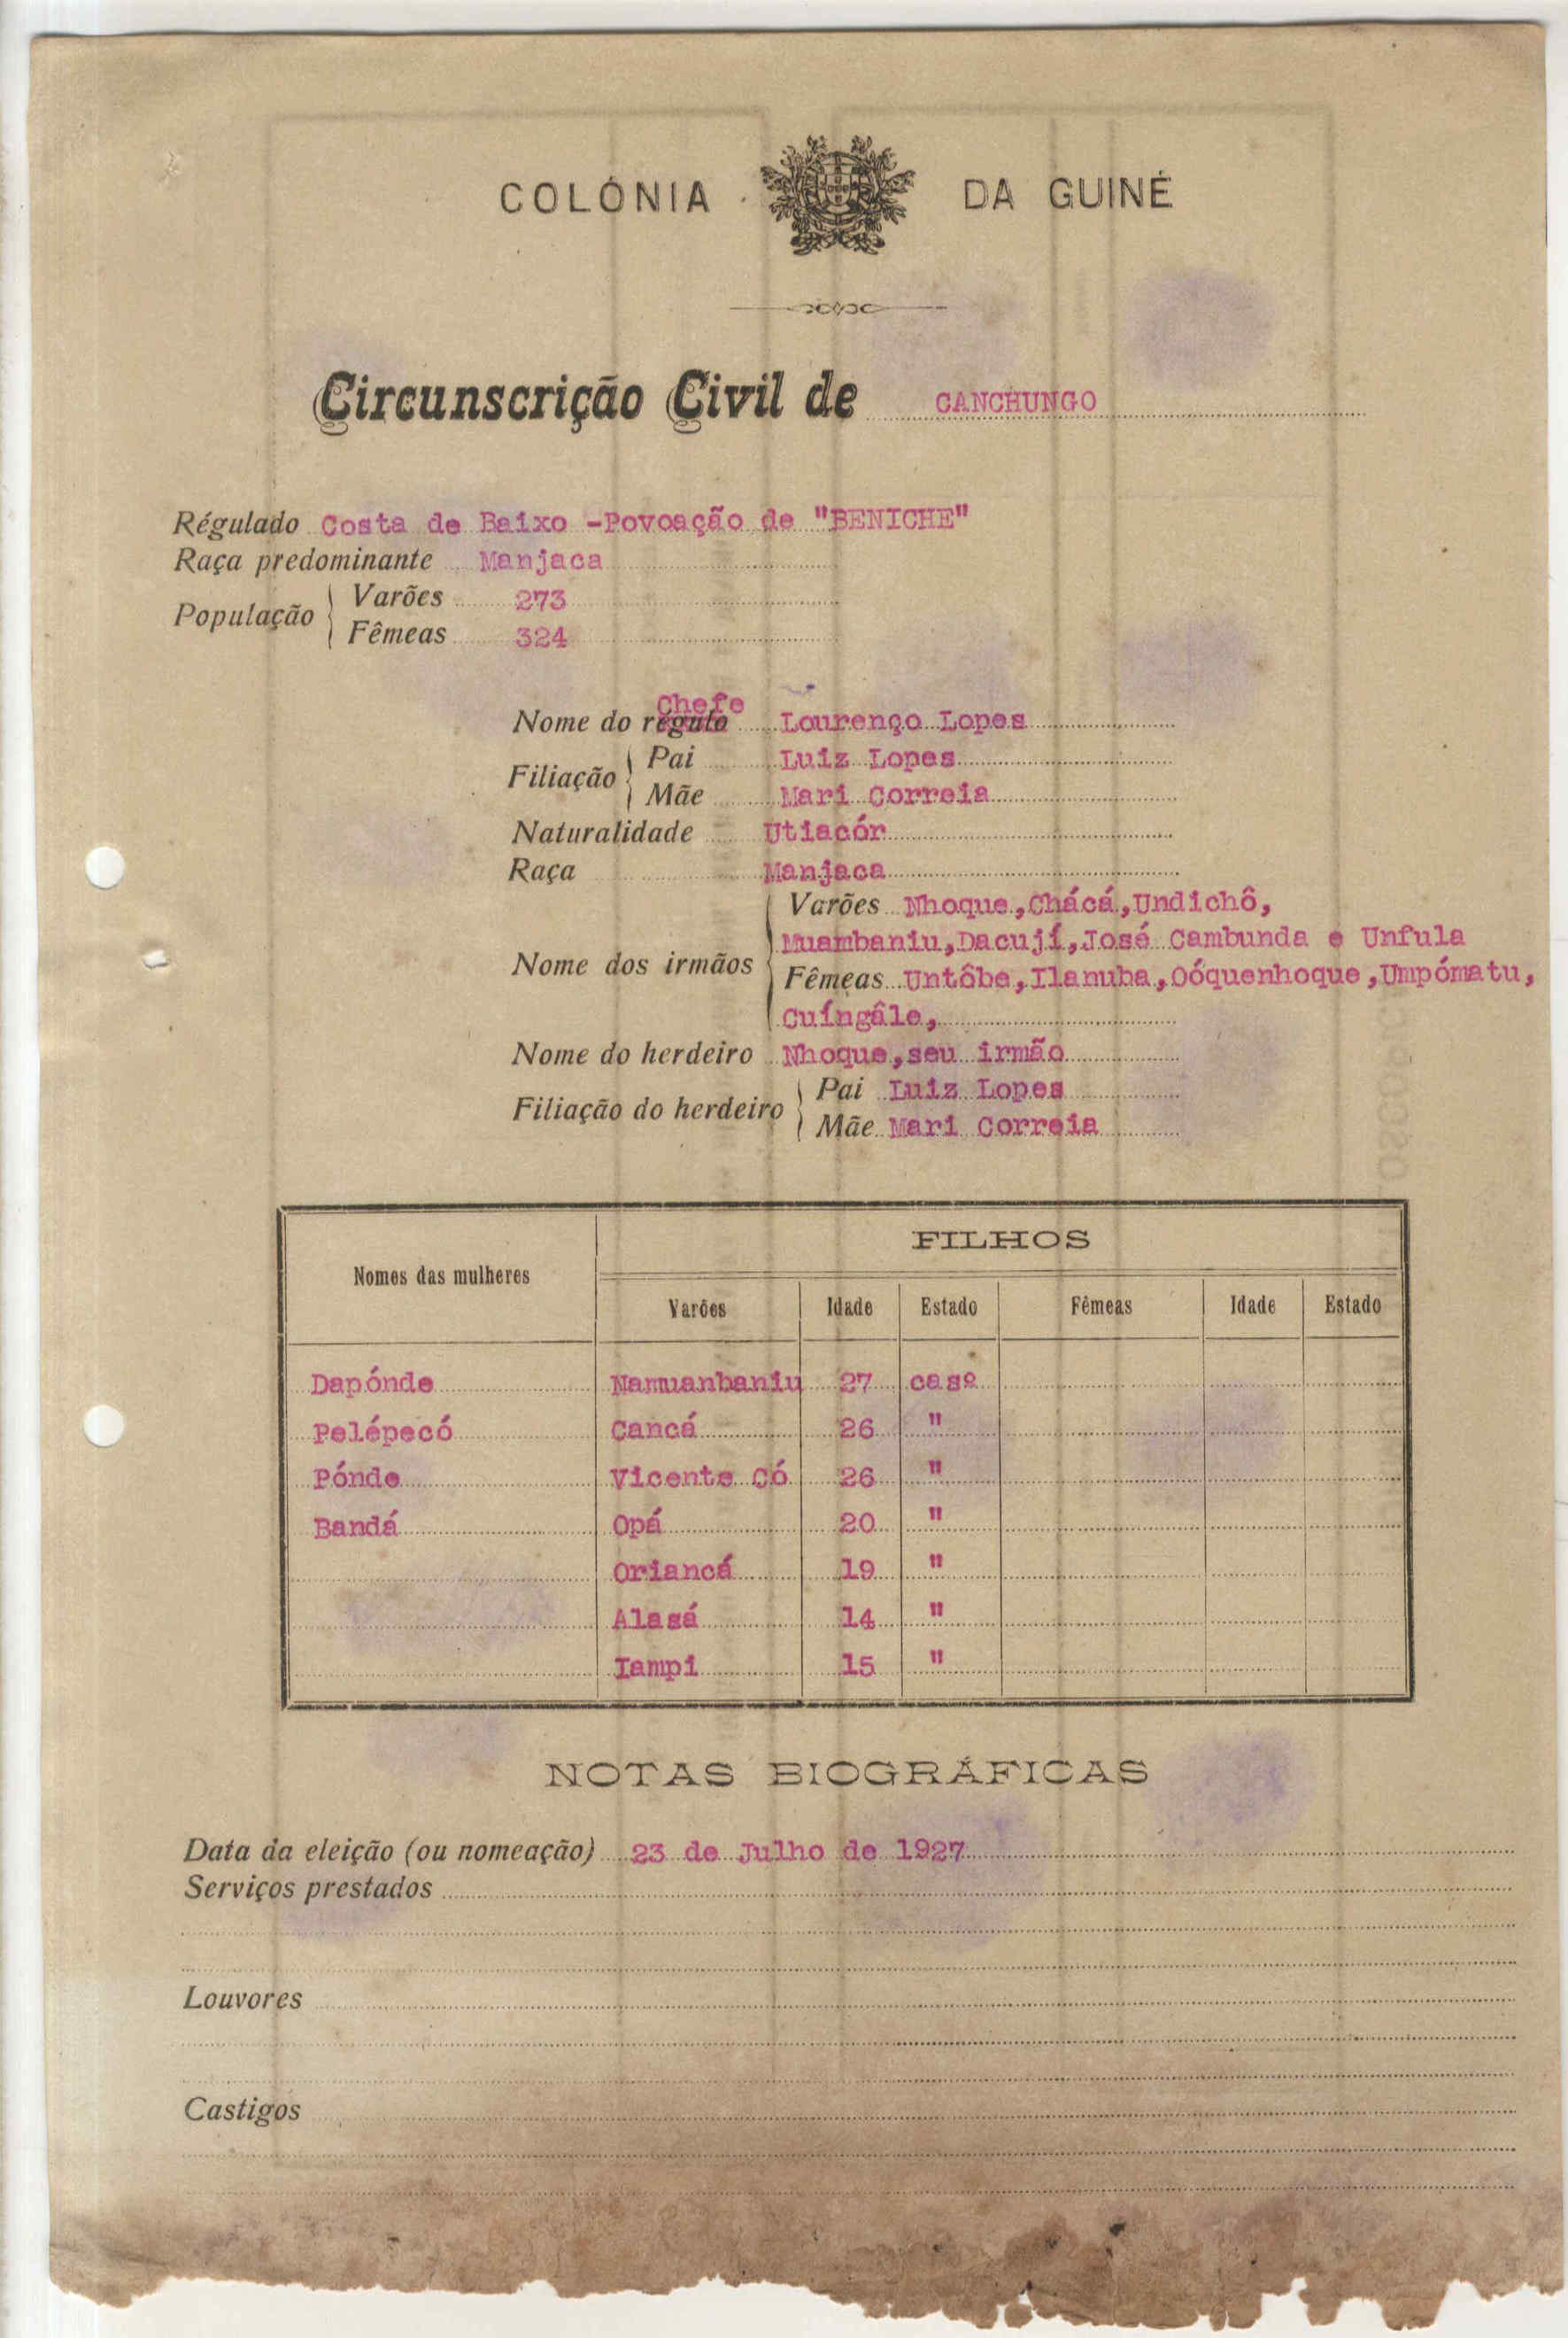 COLÓNIA DA GUINÉ
Circunscrição Civil de CANCHUNGO
Régulado Costa de Baixo -Povoação de "BENICHE"
Raça predominante Manjaca
População Varões 273
Fêmeas 324
Chefe
Nome do régulo Lourenço Lopes
Filiação Pai Luiz Lopes
Mãe Mari Correia
Naturalidade Utiacór
Raça Manjaca
Nome dos irmãos Varões Nhoque,Chácá,Undichô,
Muambaniu,Dacují,José Cambunda e Unfula
Fêmeas Untôbe,Ilanuba,Oóquenhoque,Umpómatu,
Cuíngâle,
Nome do herdeiro Nhoque,seu irmão
Filiação do herdeiro Pai Luiz Lopes
Mãe Mari Correia
Nomes das mulheres FILHOS
Varões Idade Estado Fêmeas Idade Estado
Dapónde Namuanbaniu 27 casº
Pelépecó Cancá 26 "
Pónde Vicente Có 26 "
Bandá Opá 20 "
Oriancá 19 "
Alasá 14 "
Iampi 15 "
NOTAS BIOGRÁFICAS
Data da eleição (ou nomeação) 23 de Julho de 1927
Serviços prestados
Louvores
Castigos